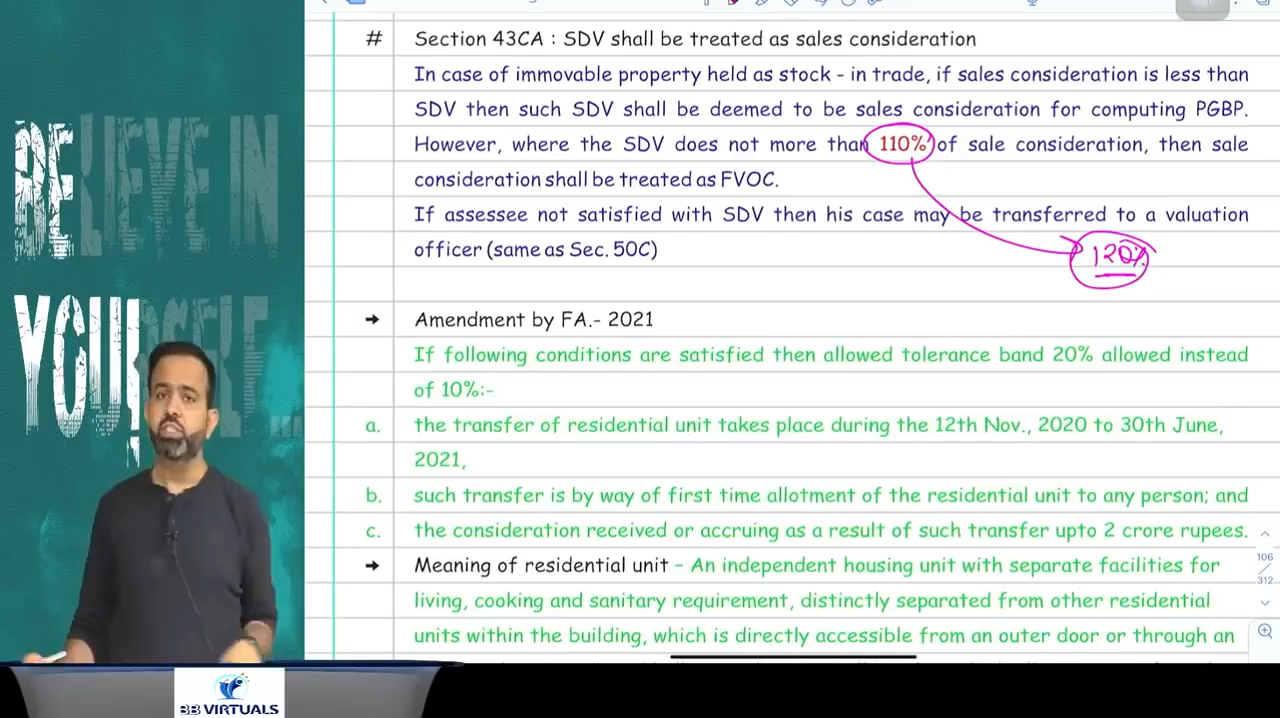 BELIEVE IN
YOURSELF...
# Section 43CA : SDV shall be treated as sales consideration
In case of immovable property held as stock - in trade, if sales consideration is less than
SDV then such SDV shall be deemed to be sales consideration for computing PGBP.
However, where the SDV does not more than 110% of sale consideration, then sale
consideration shall be treated as FVOC.
If assessee not satisfied with SDV then his case may be transferred to a valuation
officer (same as Sec. 50C)
120%
→ Amendment by FA.- 2021
If following conditions are satisfied then allowed tolerance band 20% allowed instead
of 10%:-
a. the transfer of residential unit takes place during the 12th Nov., 2020 to 30th June,
2021,
b. such transfer is by way of first time allotment of the residential unit to any person; and
c. the consideration received or accruing as a result of such transfer upto 2 crore rupees.
→ Meaning of residential unit – An independent housing unit with separate facilities for
living, cooking and sanitary requirement, distinctly separated from other residential
units within the building, which is directly accessible from an outer door or through an
106
/
312
BB VIRTUALS